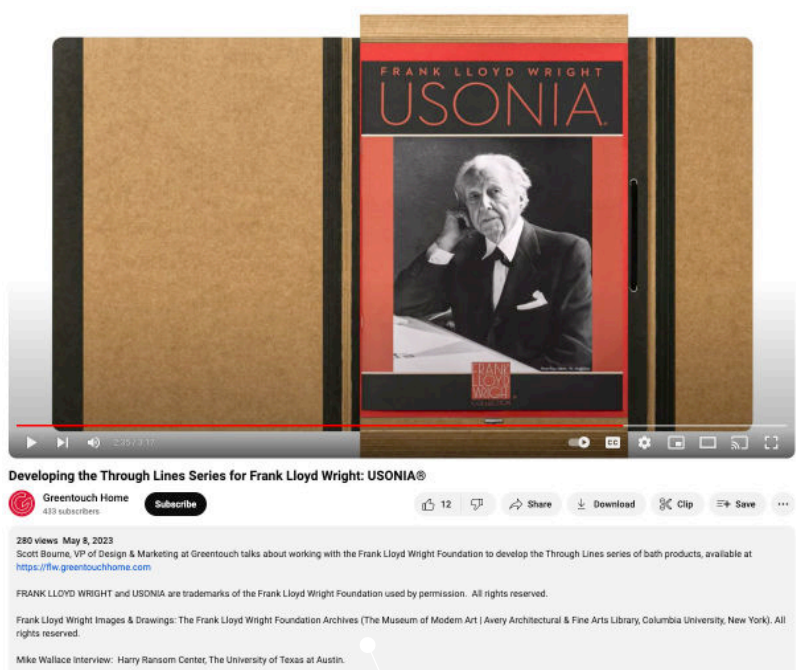 FRANK LLOYD WRIGHT
USONIA
FRANK
LLOYD
WRIGHT
COLLECTION
2:35 / 3:17
CC
Developing the Through Lines Series for Frank Lloyd Wright: USONIA®
Greentouch Home
433 subscribers
Subscribe
12
Share
Download
Clip
Save
280 views May 8, 2023
Scott Bourne, VP of Design & Marketing at Greentouch talks about working with the Frank Lloyd Wright Foundation to develop the Through Lines series of bath products, available at
https://flw.greentouchhome.com
FRANK LLOYD WRIGHT and USONIA are trademarks of the Frank Lloyd Wright Foundation used by permission. All rights reserved.
Frank Lloyd Wright Images & Drawings: The Frank Lloyd Wright Foundation Archives (The Museum of Modern Art | Avery Architectural & Fine Arts Library, Columbia University, New York). All
rights reserved.
Mike Wallace Interview: Harry Ransom Center, The University of Texas at Austin.